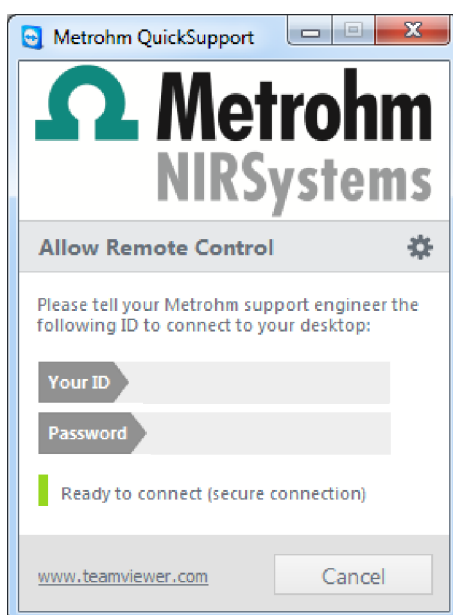 Metrohm QuickSupport
Metrohm
NIRSystems
Allow Remote Control
Please tell your Metrohm support engineer the
following ID to connect to your desktop:
Your ID
Password
Ready to connect (secure connection)
www.teamviewer.com
Cancel